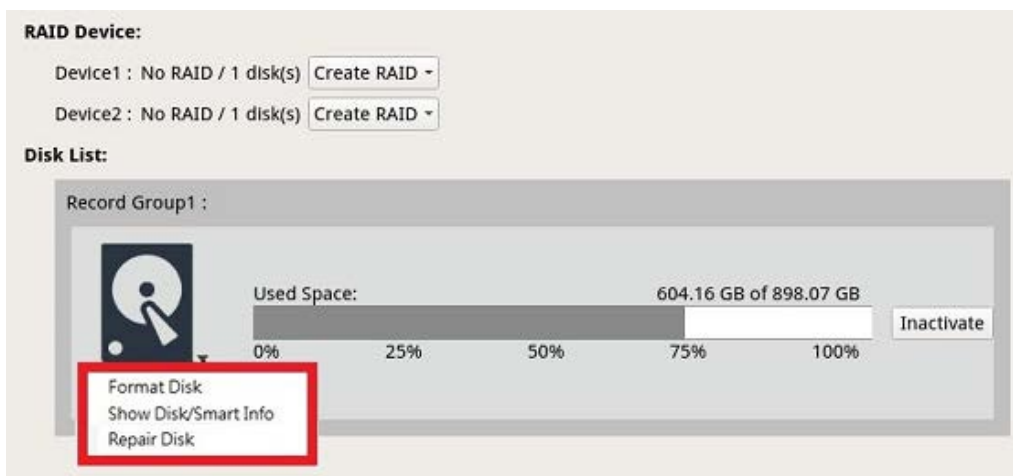 RAID Device:
Device1 : No RAID / 1 disk(s) Create RAID
Device2 : No RAID / 1 disk(s) Create RAID
Disk List:
Record Group1 :
Used Space: 604.16 GB of 898.07 GB
Inactivate
0% 25% 50% 75% 100%
Format Disk
Show Disk/Smart Info
Repair Disk